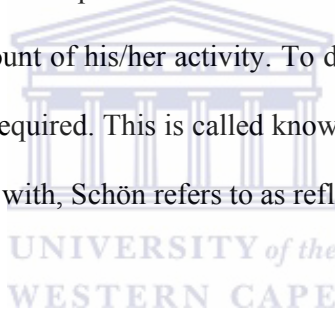 ount of his/her activity. To d
equired. This is called know
with, Schön refers to as refl
UNIVERSITY of the
WESTERN CAPE